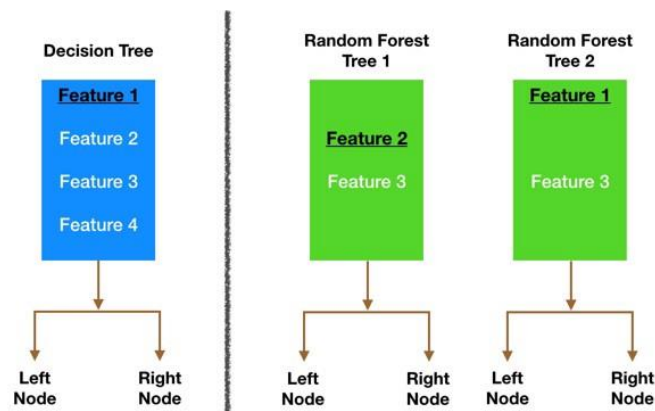 Decision Tree
Feature 1
Feature 2
Feature 3
Feature 4
Left
Node
Right
Node
Random Forest
Tree 1
Feature 2
Feature 3
Left
Node
Right
Node
Random Forest
Tree 2
Feature 1
Feature 3
Left
Node
Right
Node